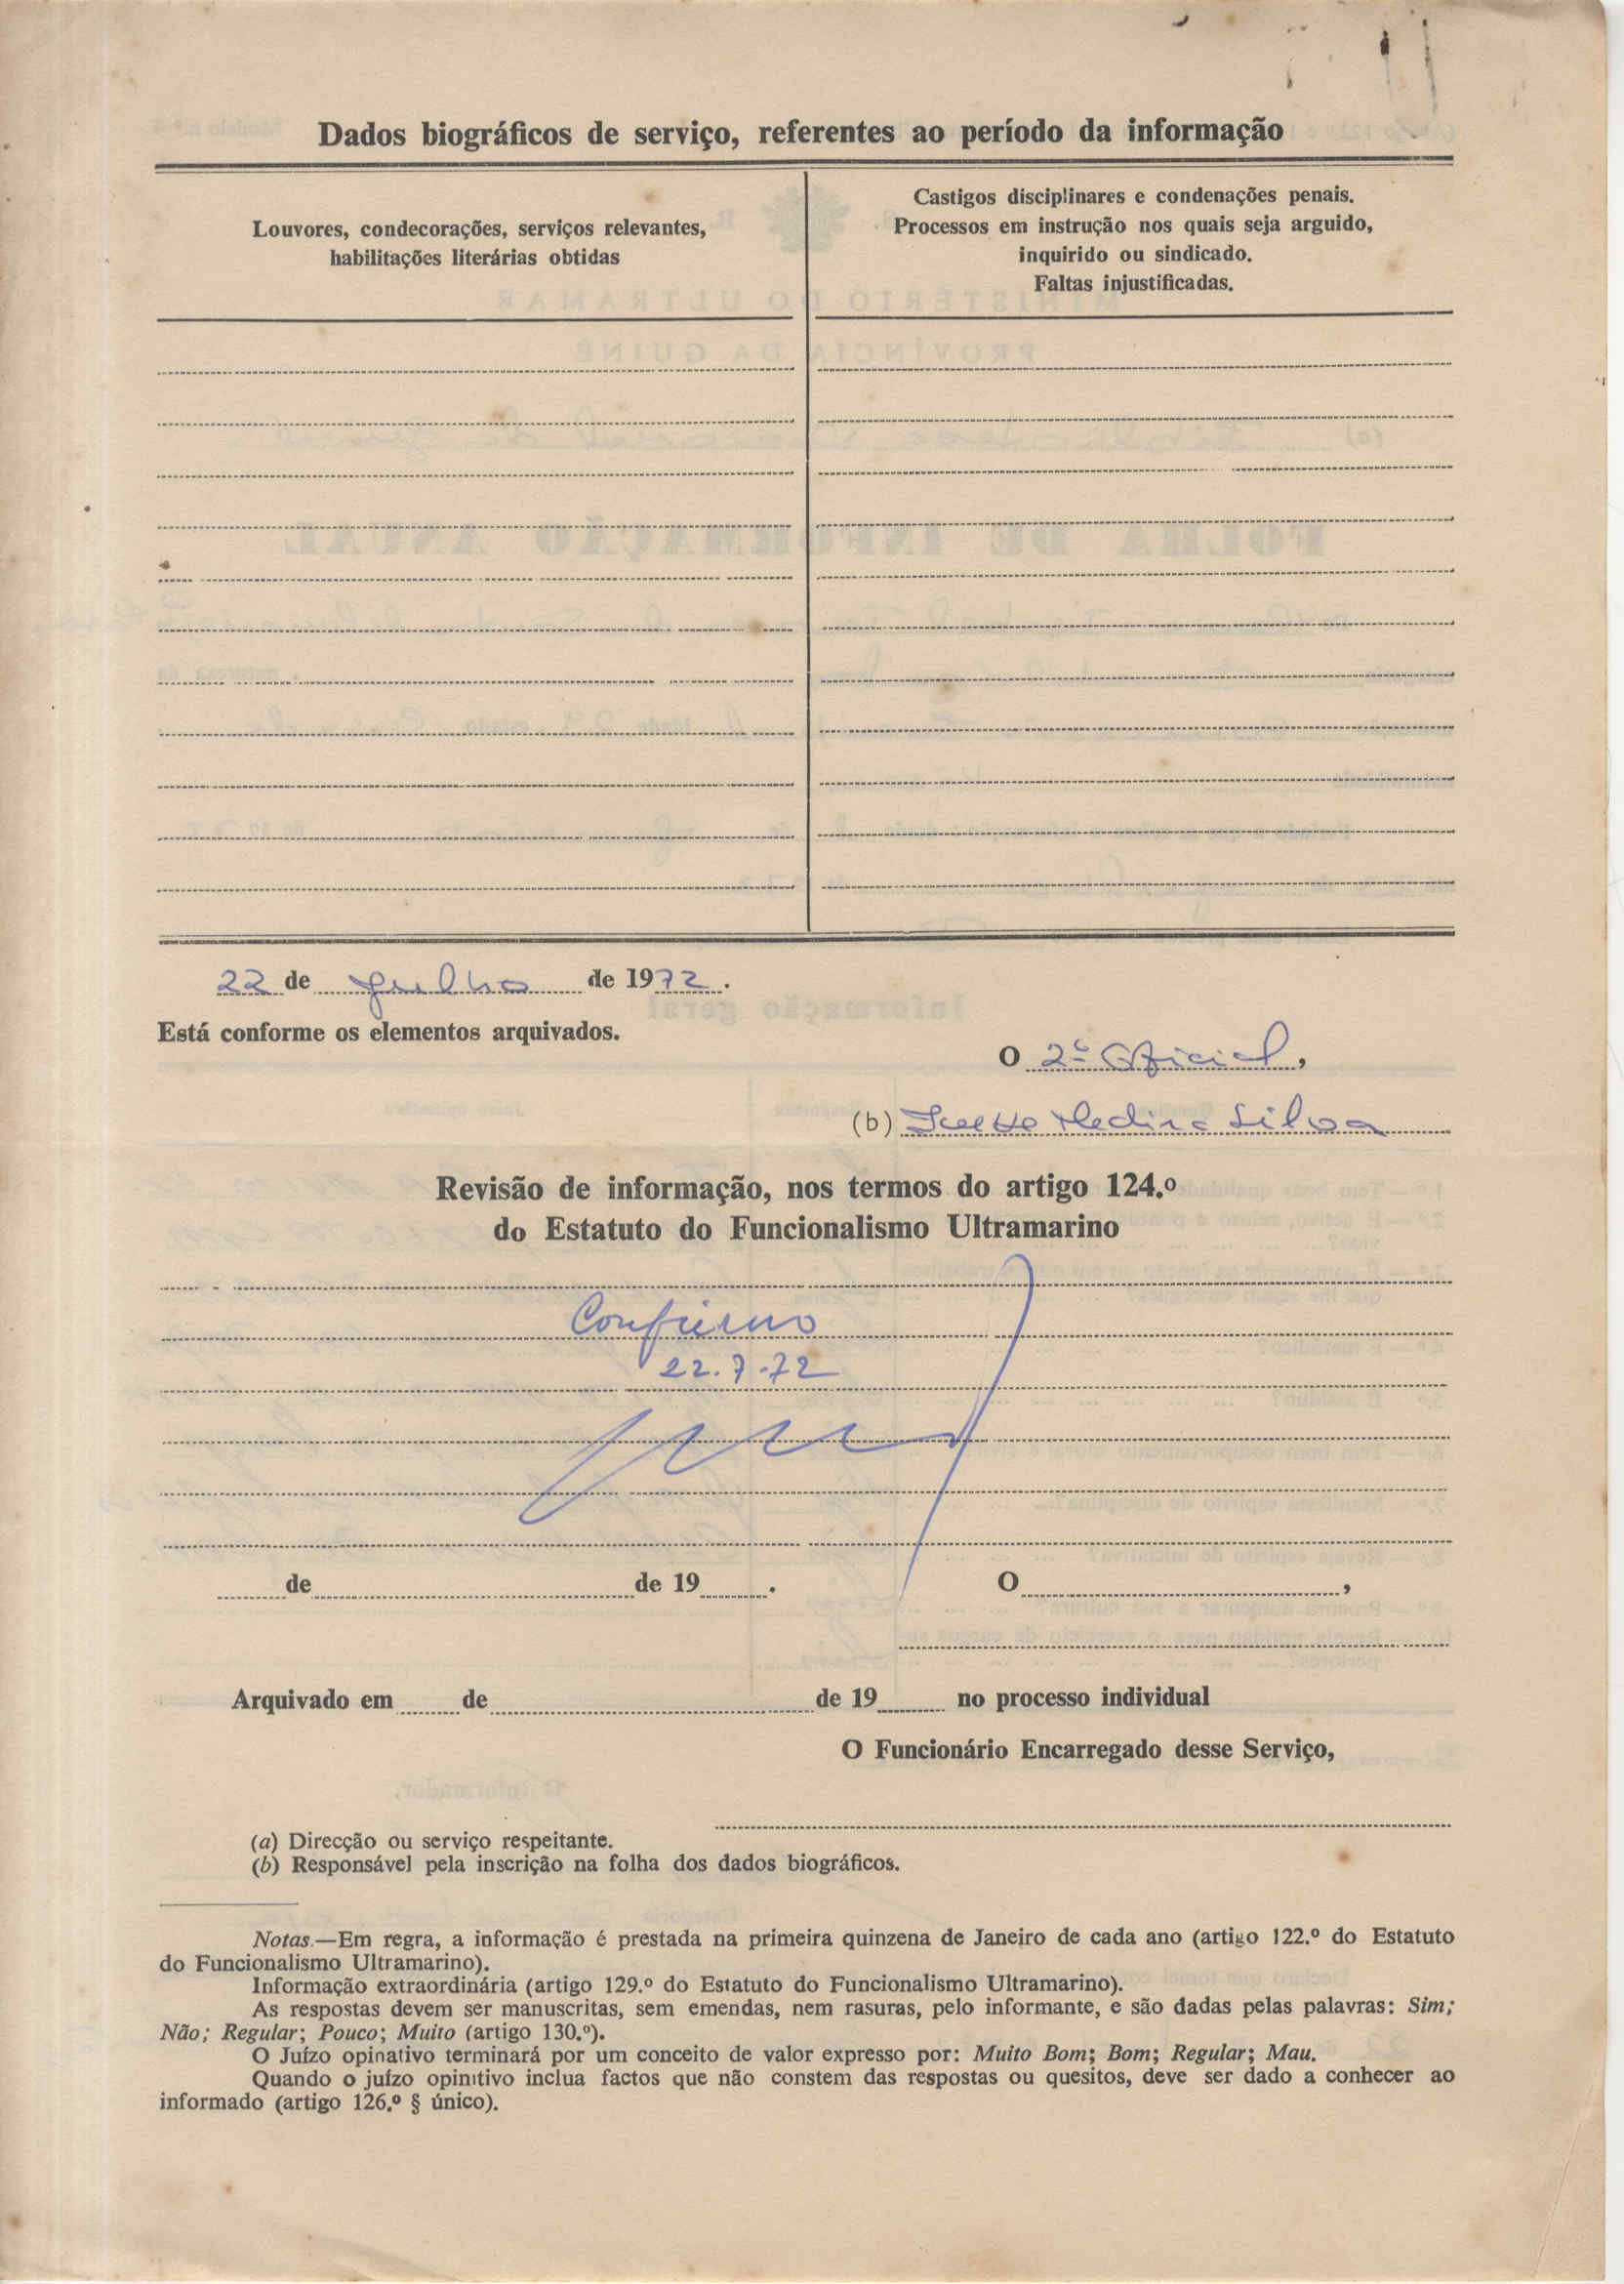 Dados biográficos de serviço, referentes ao período da informação
Louvores, condecorações, serviços relevantes,
habilitações literárias obtidas
Castigos disciplinares e condenações penais.
Processos em instrução nos quais seja arguido,
inquirido ou sindicado.
Faltas injustificadas.
22 de Julho de 1972.
Está conforme os elementos arquivados.
O 2º Oficial,
(b) Medina Silva
Revisão de informação, nos termos do artigo 124.º
do Estatuto do Funcionalismo Ultramarino
Confirmo
22.7.72
de de 19 .
O ,
Arquivado em de de 19 no processo individual
O Funcionário Encarregado desse Serviço,
(a) Direcção ou serviço respeitante.
(b) Responsável pela inscrição na folha dos dados biográficos.
Notas.—Em regra, a informação é prestada na primeira quinzena de Janeiro de cada ano (artigo 122.º do Estatuto
do Funcionalismo Ultramarino).
Informação extraordinária (artigo 129.º do Estatuto do Funcionalismo Ultramarino).
As respostas devem ser manuscritas, sem emendas, nem rasuras, pelo informante, e são dadas pelas palavras: Sim;
Não; Regular; Pouco; Muito (artigo 130.º).
O Juízo opinativo terminará por um conceito de valor expresso por: Muito Bom; Bom; Regular; Mau.
Quando o juízo opinitivo inclua factos que não constem das respostas ou quesitos, deve ser dado a conhecer ao
informado (artigo 126.º § único).